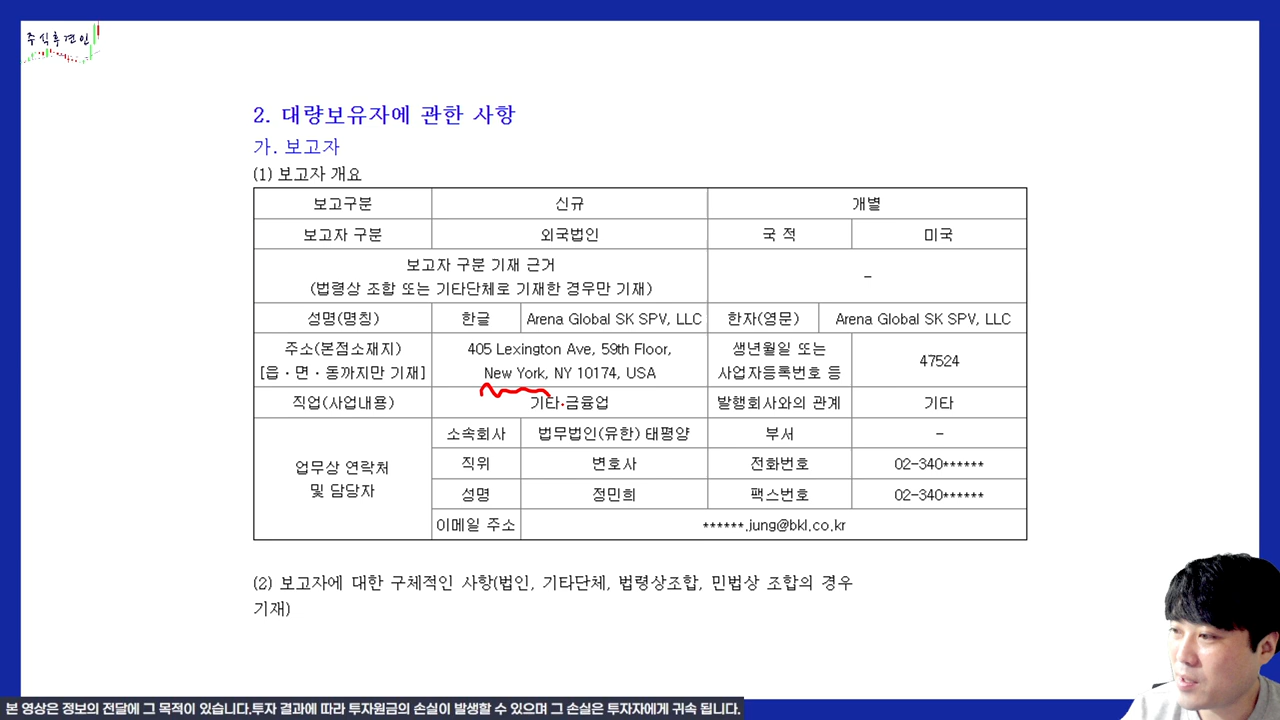 주식후견인
2. 대량보유자에 관한 사항
가. 보고자
(1) 보고자 개요
보고구분 신규 개별
보고자 구분 외국법인 국 적 미국
보고자 구분 기재 근거
(법령상 조합 또는 기타단체로 기재한 경우만 기재)
-
성명(명칭) 한글 Arena Global SK SPV, LLC 한자(영문) Arena Global SK SPV, LLC
주소(본점소재지)
[읍·면·동까지만 기재]
405 Lexington Ave, 59th Floor,
New York, NY 10174, USA
생년월일 또는
사업자등록번호 등
47524
직업(사업내용) 기타 금융업 발행회사와의 관계 기타
업무상 연락처
및 담당자
소속회사 법무법인(유한) 태평양 부서 -
직위 변호사 전화번호 02-340******
성명 정민희 팩스번호 02-340******
이메일 주소 ******.jung@bkl.co.kr
(2) 보고자에 대한 구체적인 사항(법인, 기타단체, 법령상조합, 민법상 조합의 경우
기재)
본 영상은 정보의 전달에 그 목적이 있습니다.투자 결과에 따라 투자원금의 손실이 발생할 수 있으며 그 손실은 투자자에게 귀속 됩니다.